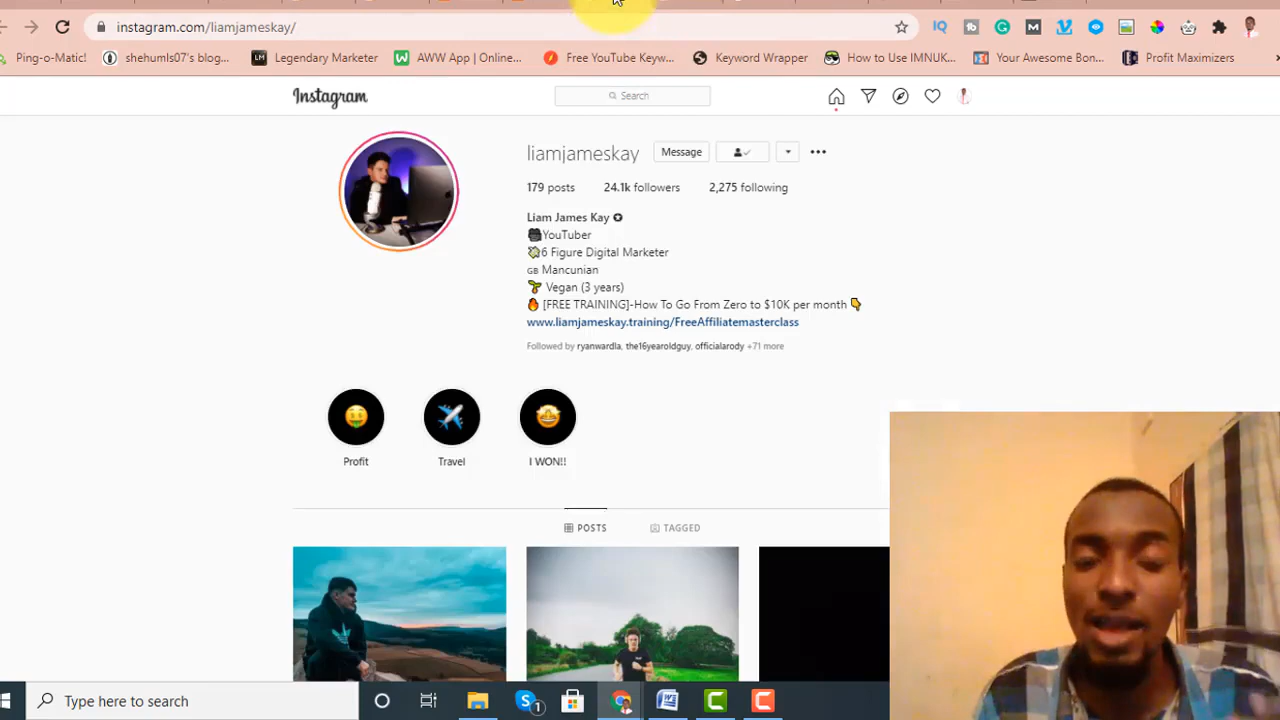 instagram.com/liamjameskay/
Ping-o-Matic!
shehumls07's blog...
Legendary Marketer
AWW App | Online...
Free YouTube Keyw...
Keyword Wrapper
How to Use IMNUK...
Your Awesome Bon...
Profit Maximizers
Instagram
Search
liamjameskay
Message
179 posts
24.1k followers
2,275 following
Liam James Kay
YouTuber
6 Figure Digital Marketer
GB Mancunian
Vegan (3 years)
[FREE TRAINING]-How To Go From Zero to $10K per month
www.liamjameskay.training/FreeAffiliatemasterclass
Followed by ryanwardla, the16yearoldguy, officialarody +71 more
Profit
Travel
I WON!!
POSTS
TAGGED
Type here to search